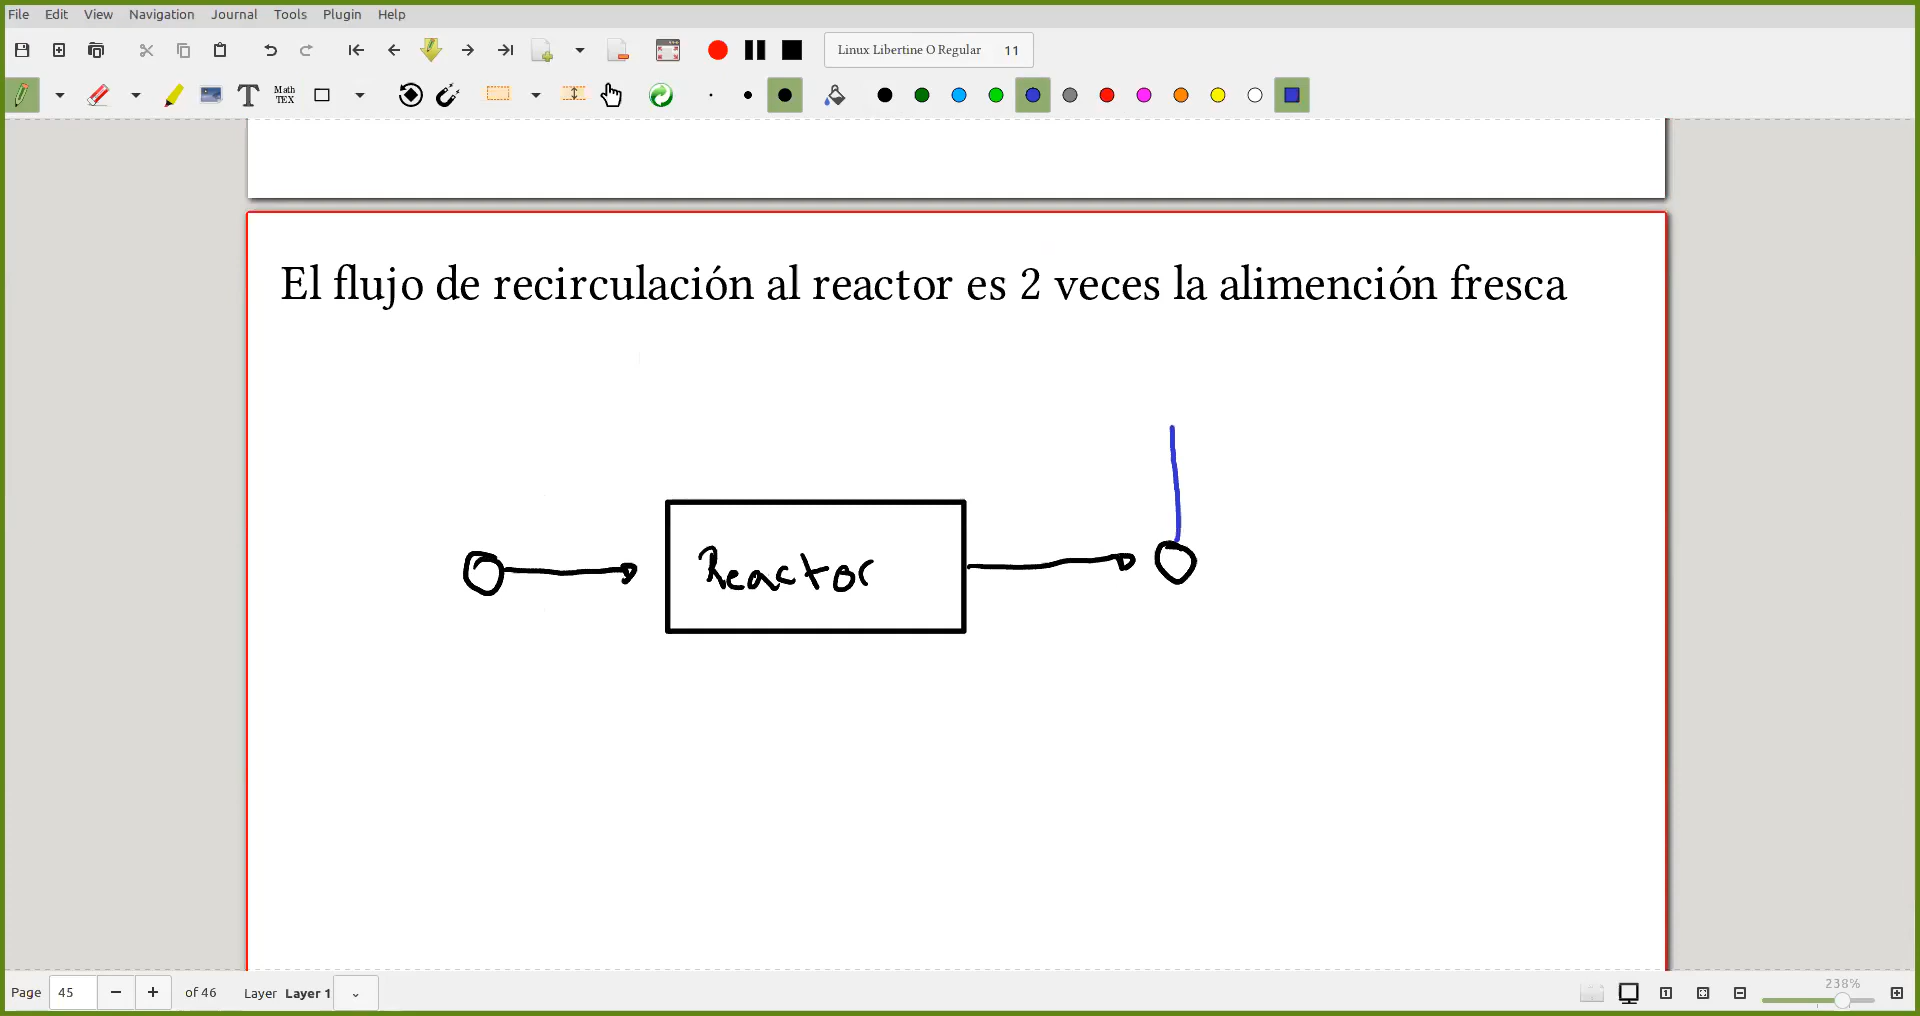 File Edit View Navigation Journal Tools Plugin Help
Linux Libertine O Regular 11
T Math TEX
El flujo de recirculación al reactor es 2 veces la alimención fresca
Reactor
Page 45 of 46 Layer Layer 1 238%